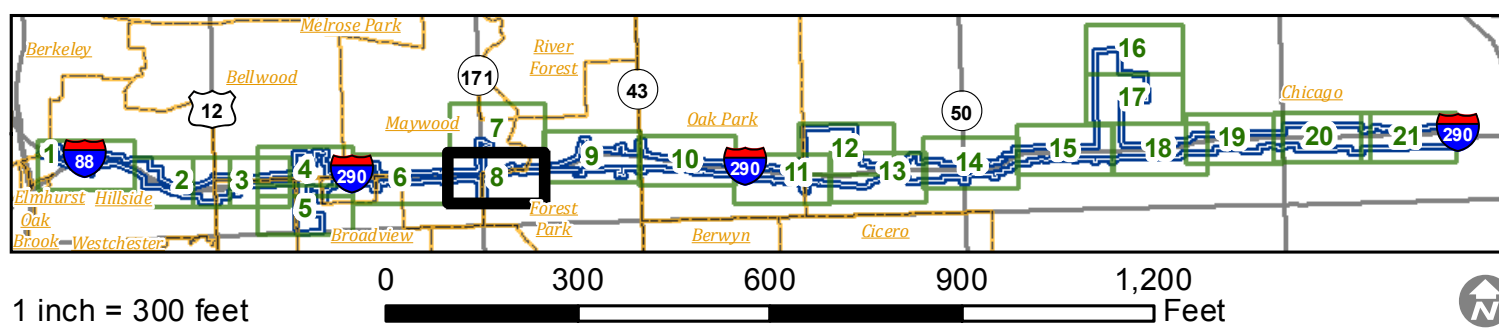 Melrose Park
Berkeley
River
Forest
Bellwood
171
12
43
50
16
17
Chicago
Maywood
7
Oak Park
1
88
2
3
4
290
6
8
9
10
290
11
12
13
14
15
18
19
20
21
290
5
Elmhurst
Hillside
Oak
Brook
Westchester
Broadview
Forest
Park
Berwyn
Cicero
0
300
600
900
1,200
1 inch = 300 feet
Feet
N